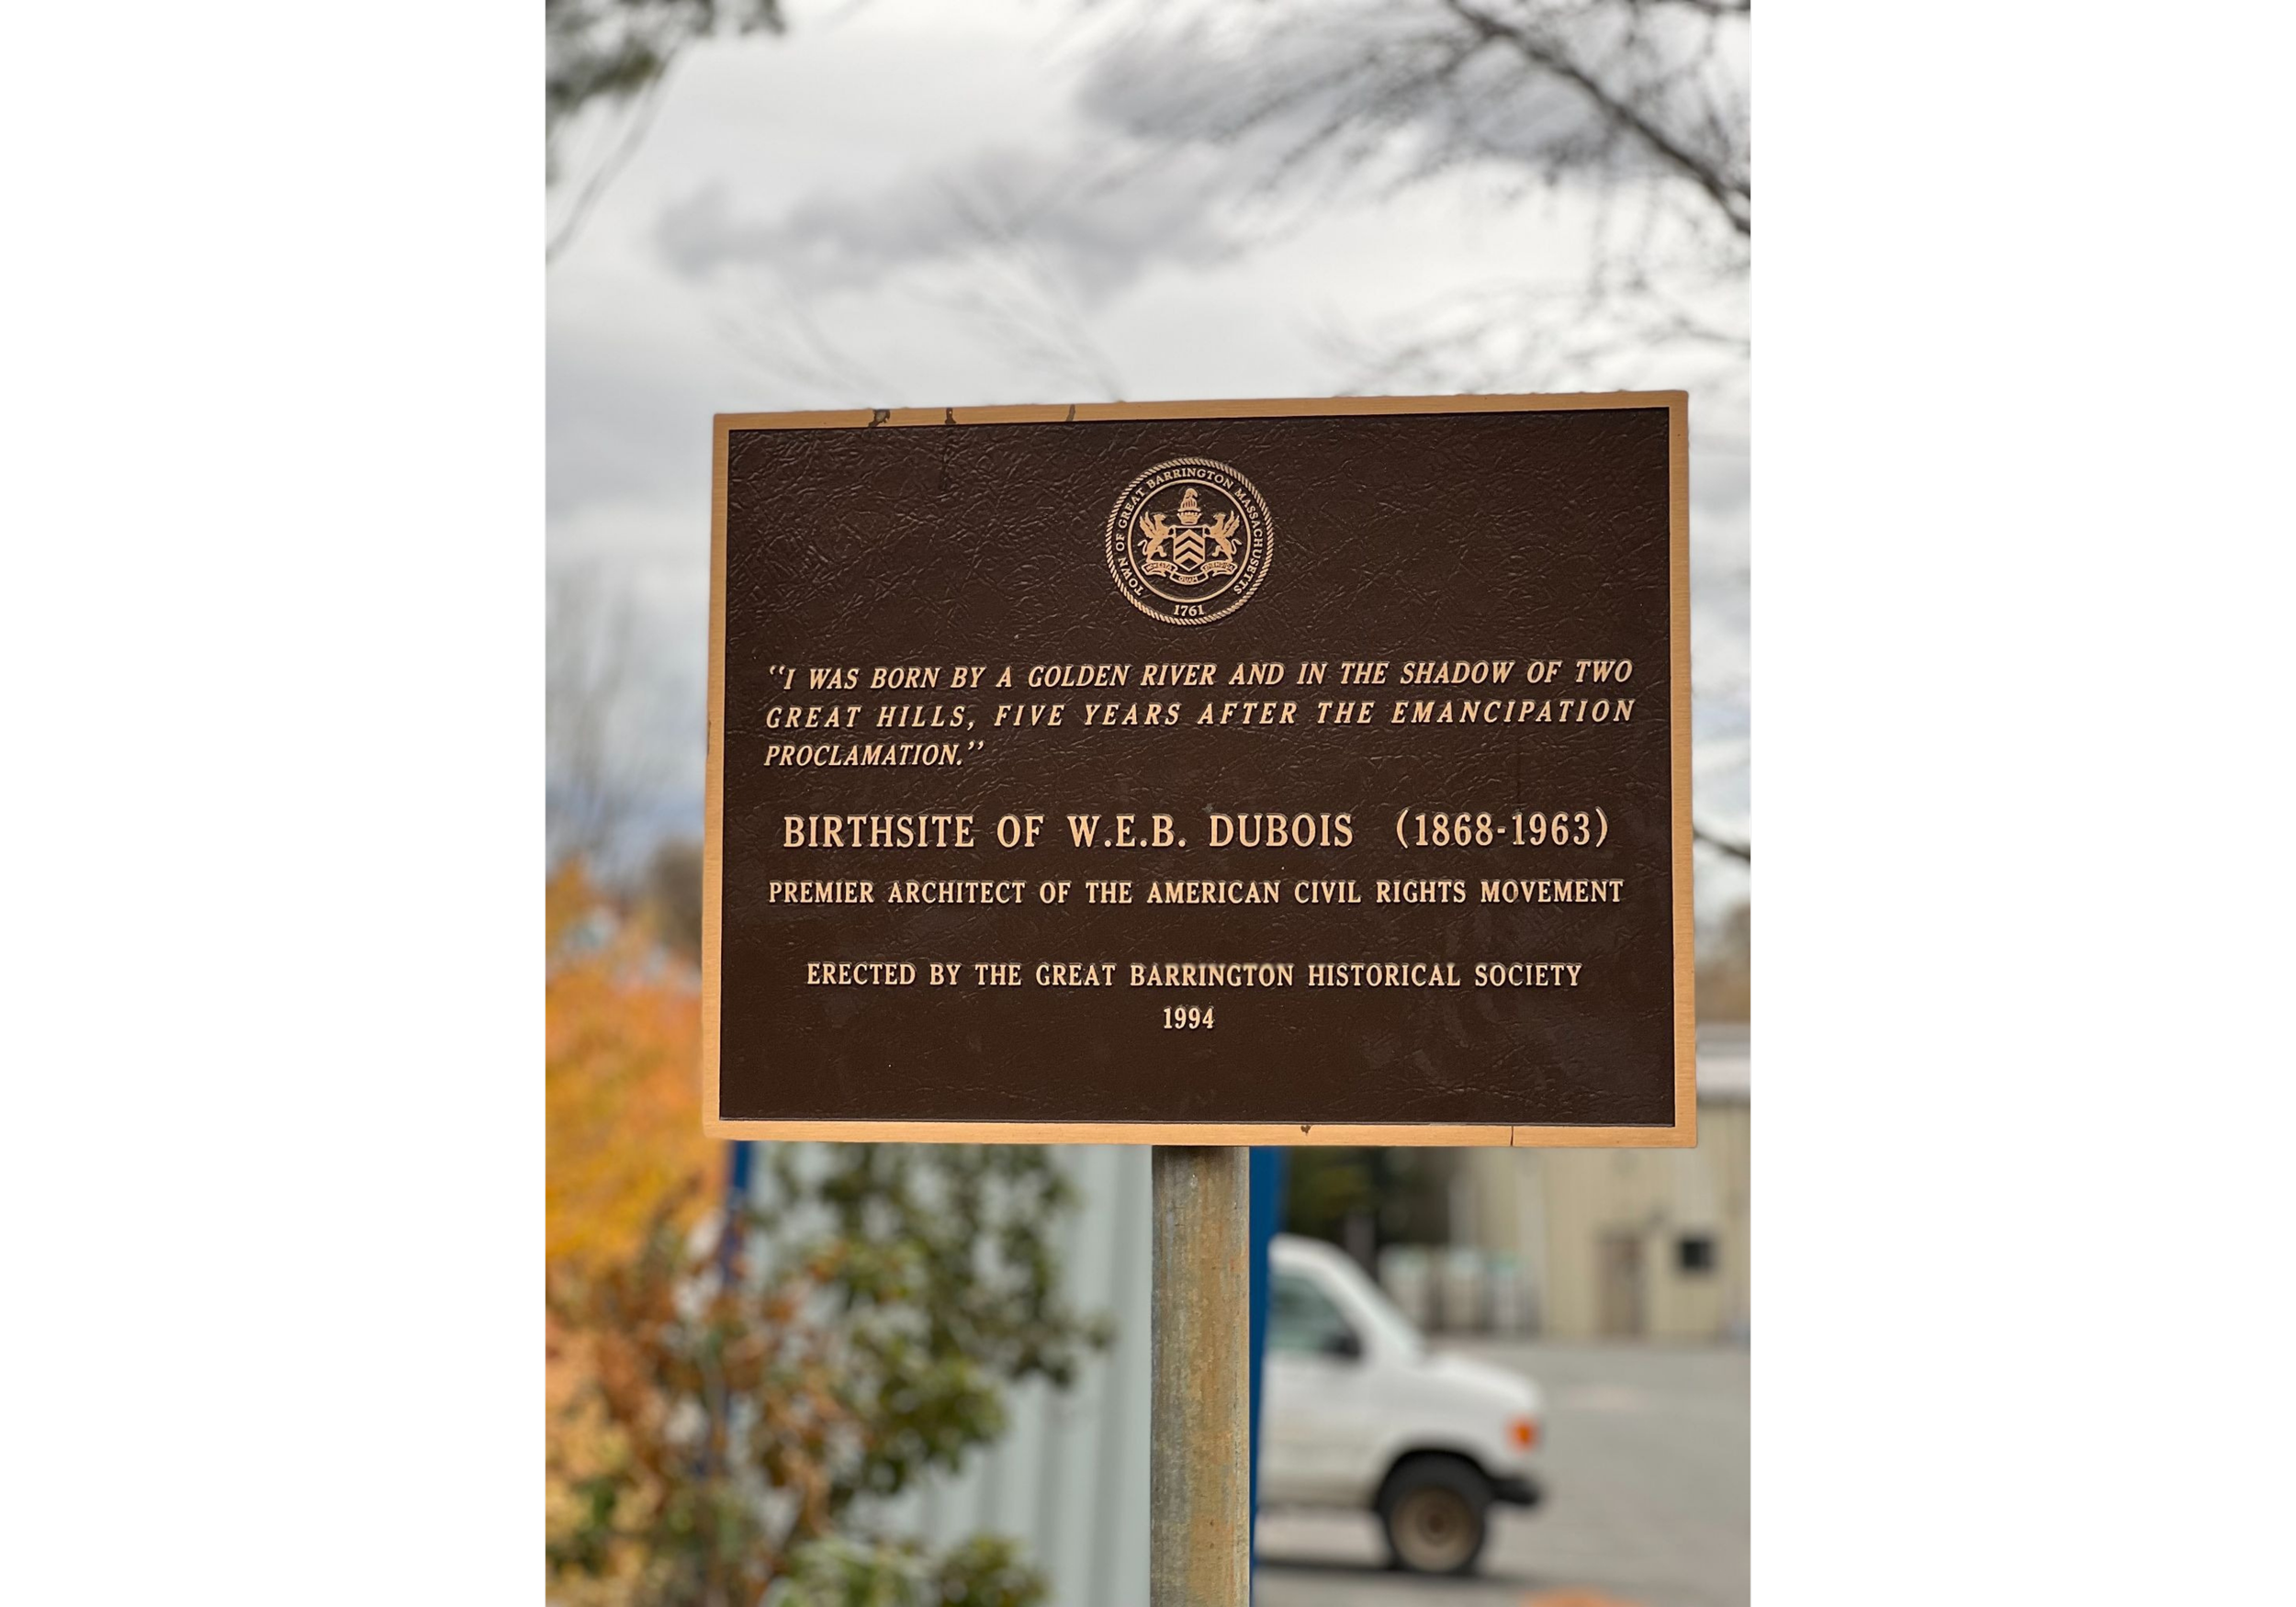 TOWN OF GREAT BARRINGTON MASSACHUSETTS
1761
“I WAS BORN BY A GOLDEN RIVER AND IN THE SHADOW OF TWO
GREAT HILLS, FIVE YEARS AFTER THE EMANCIPATION
PROCLAMATION.”
BIRTHSITE OF W.E.B. DUBOIS (1868-1963)
PREMIER ARCHITECT OF THE AMERICAN CIVIL RIGHTS MOVEMENT
ERECTED BY THE GREAT BARRINGTON HISTORICAL SOCIETY
1994